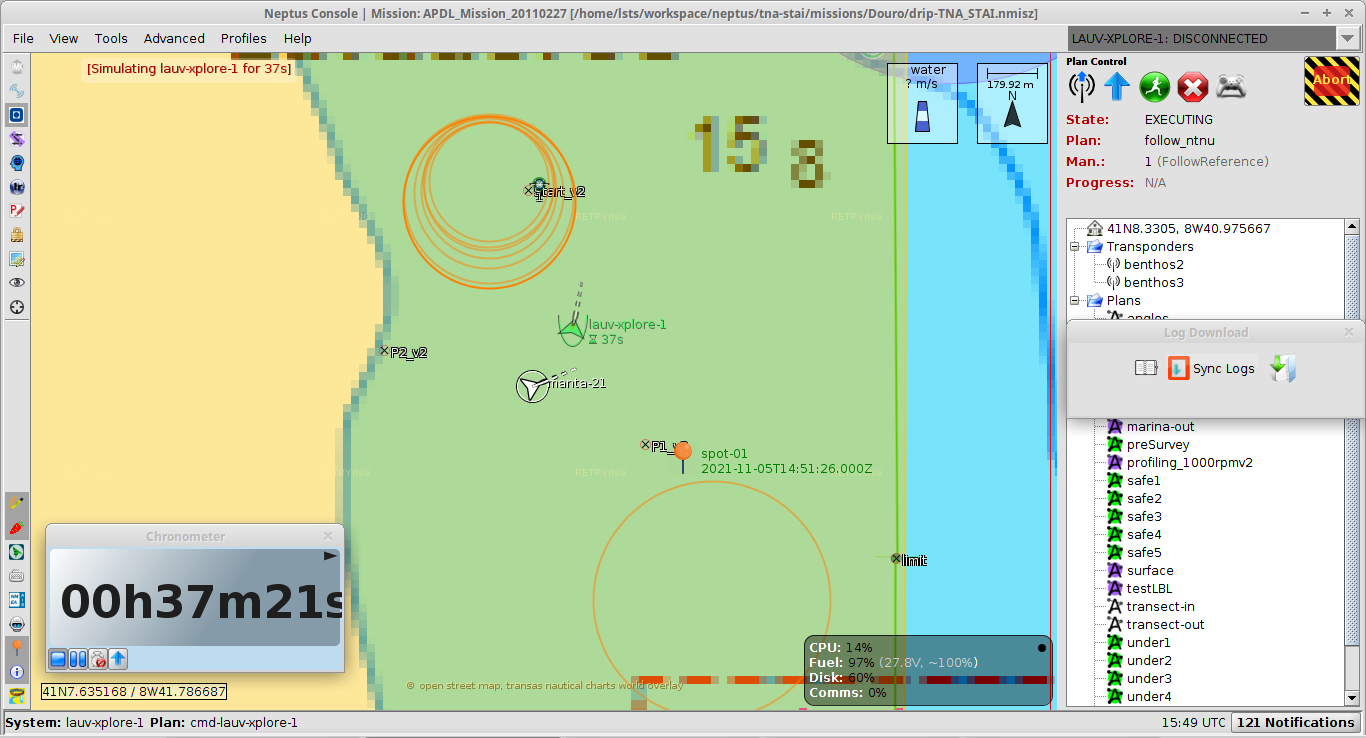 Neptus Console | Mission: APDL_Mission_20110227 [/home/lsts/workspace/neptus/tna-stai/missions/Douro/drip-TNA_STAI.nmisz]
File View Tools Advanced Profiles Help
LAUV-XPLORE-1: DISCONNECTED
[Simulating lauv-xplore-1 for 37s]
water
? m/s
179.92 m
N
15
8
Start_v2
1
RETRYING
RETRYING
lauv-xplore-1
37s
P2_v2
manta-21
RETRYING
RETRYING
spot-01
2021-11-05T14:51:26.000Z
limit
Plan Control
Abort
State: EXECUTING
Plan: follow_ntnu
Man.: 1 (FollowReference)
Progress: N/A
41N8.3305, 8W40.975667
Transponders
benthos2
benthos3
Plans
angles
Log Download
Sync Logs
marina-out
preSurvey
profiling_1000rpmv2
safe1
safe2
safe3
safe4
safe5
surface
testLBL
transect-in
transect-out
under1
under2
under3
under4
Chronometer
00h37m21s
41N7.635168 / 8W41.786687
© open street map, transas nautical charts world overlay
CPU: 14%
Fuel: 97% (27.8V, ~100%)
Disk: 60%
Comms: 0%
System: lauv-xplore-1 Plan: cmd-lauv-xplore-1
15:49 UTC
121 Notifications